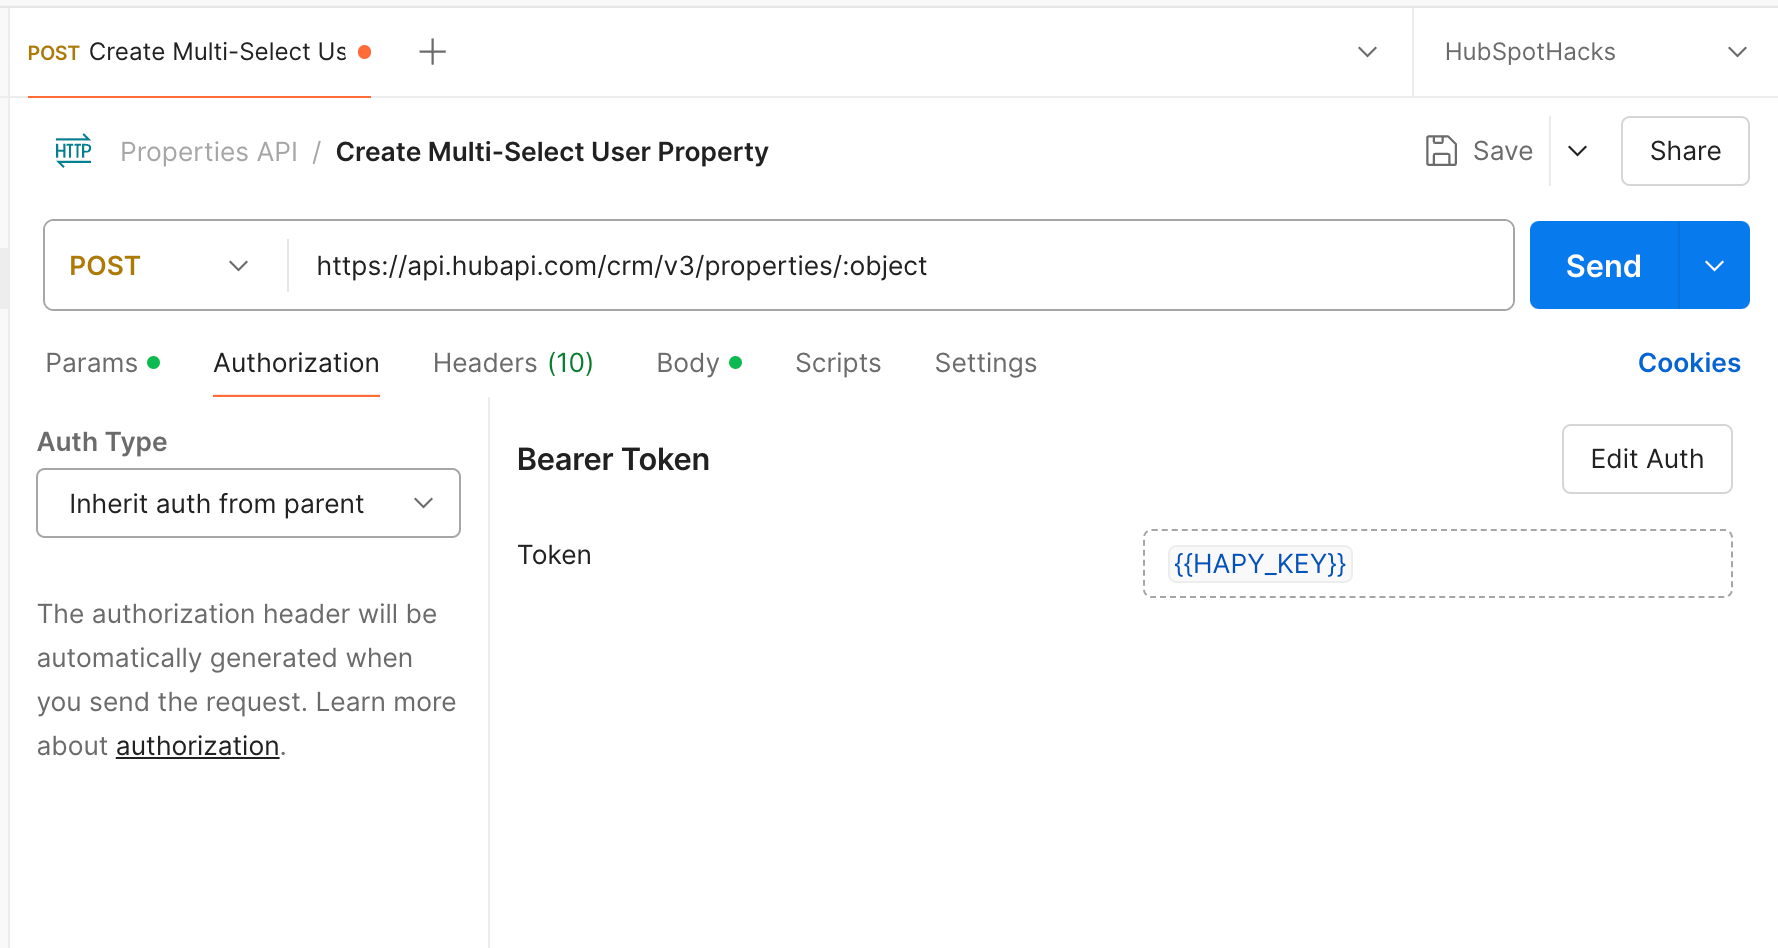 POST Create Multi-Select Us
HubSpotHacks
HTTP Properties API / Create Multi-Select User Property
Save
Share
POST
https://api.hubapi.com/crm/v3/properties/:object
Send
Params
Authorization
Headers (10)
Body
Scripts
Settings
Cookies
Auth Type
Inherit auth from parent
The authorization header will be
automatically generated when
you send the request. Learn more
about authorization.
Bearer Token
Edit Auth
Token
{{HAPY_KEY}}